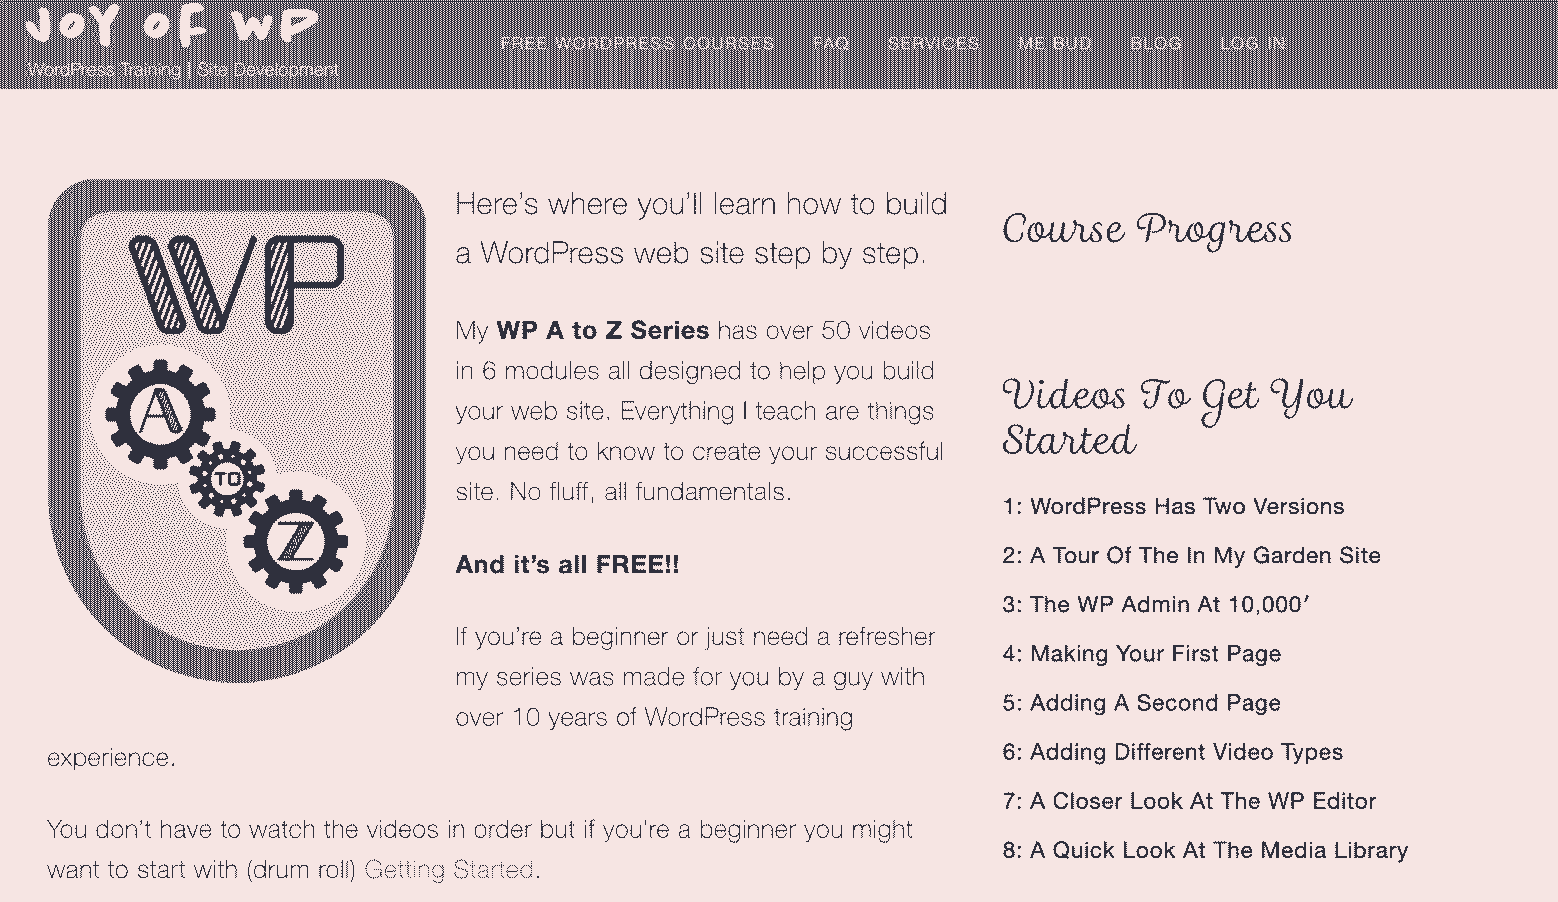 JOY OF WP
WordPress Training | Site Development
FREE WORDPRESS COURSES FAQ SERVICES ME BUD BLOG LOG IN
WP
A
TO
Z
Here’s where you’ll learn how to build
a WordPress web site step by step.
My WP A to Z Series has over 50 videos
in 6 modules all designed to help you build
your web site. Everything I teach are things
you need to know to create your successful
site. No fluff, all fundamentals.
And it’s all FREE!!
If you’re a beginner or just need a refresher
my series was made for you by a guy with
over 10 years of WordPress training
experience.
You don’t have to watch the videos in order but if you’re a beginner you might
want to start with (drum roll) Getting Started.
Course Progress
Videos To Get You
Started
1: WordPress Has Two Versions
2: A Tour Of The In My Garden Site
3: The WP Admin At 10,000′
4: Making Your First Page
5: Adding A Second Page
6: Adding Different Video Types
7: A Closer Look At The WP Editor
8: A Quick Look At The Media Library